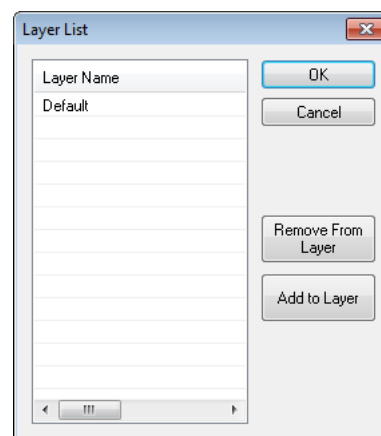 Layer List
Layer Name
Default
OK
Cancel
Remove From
Layer
Add to Layer